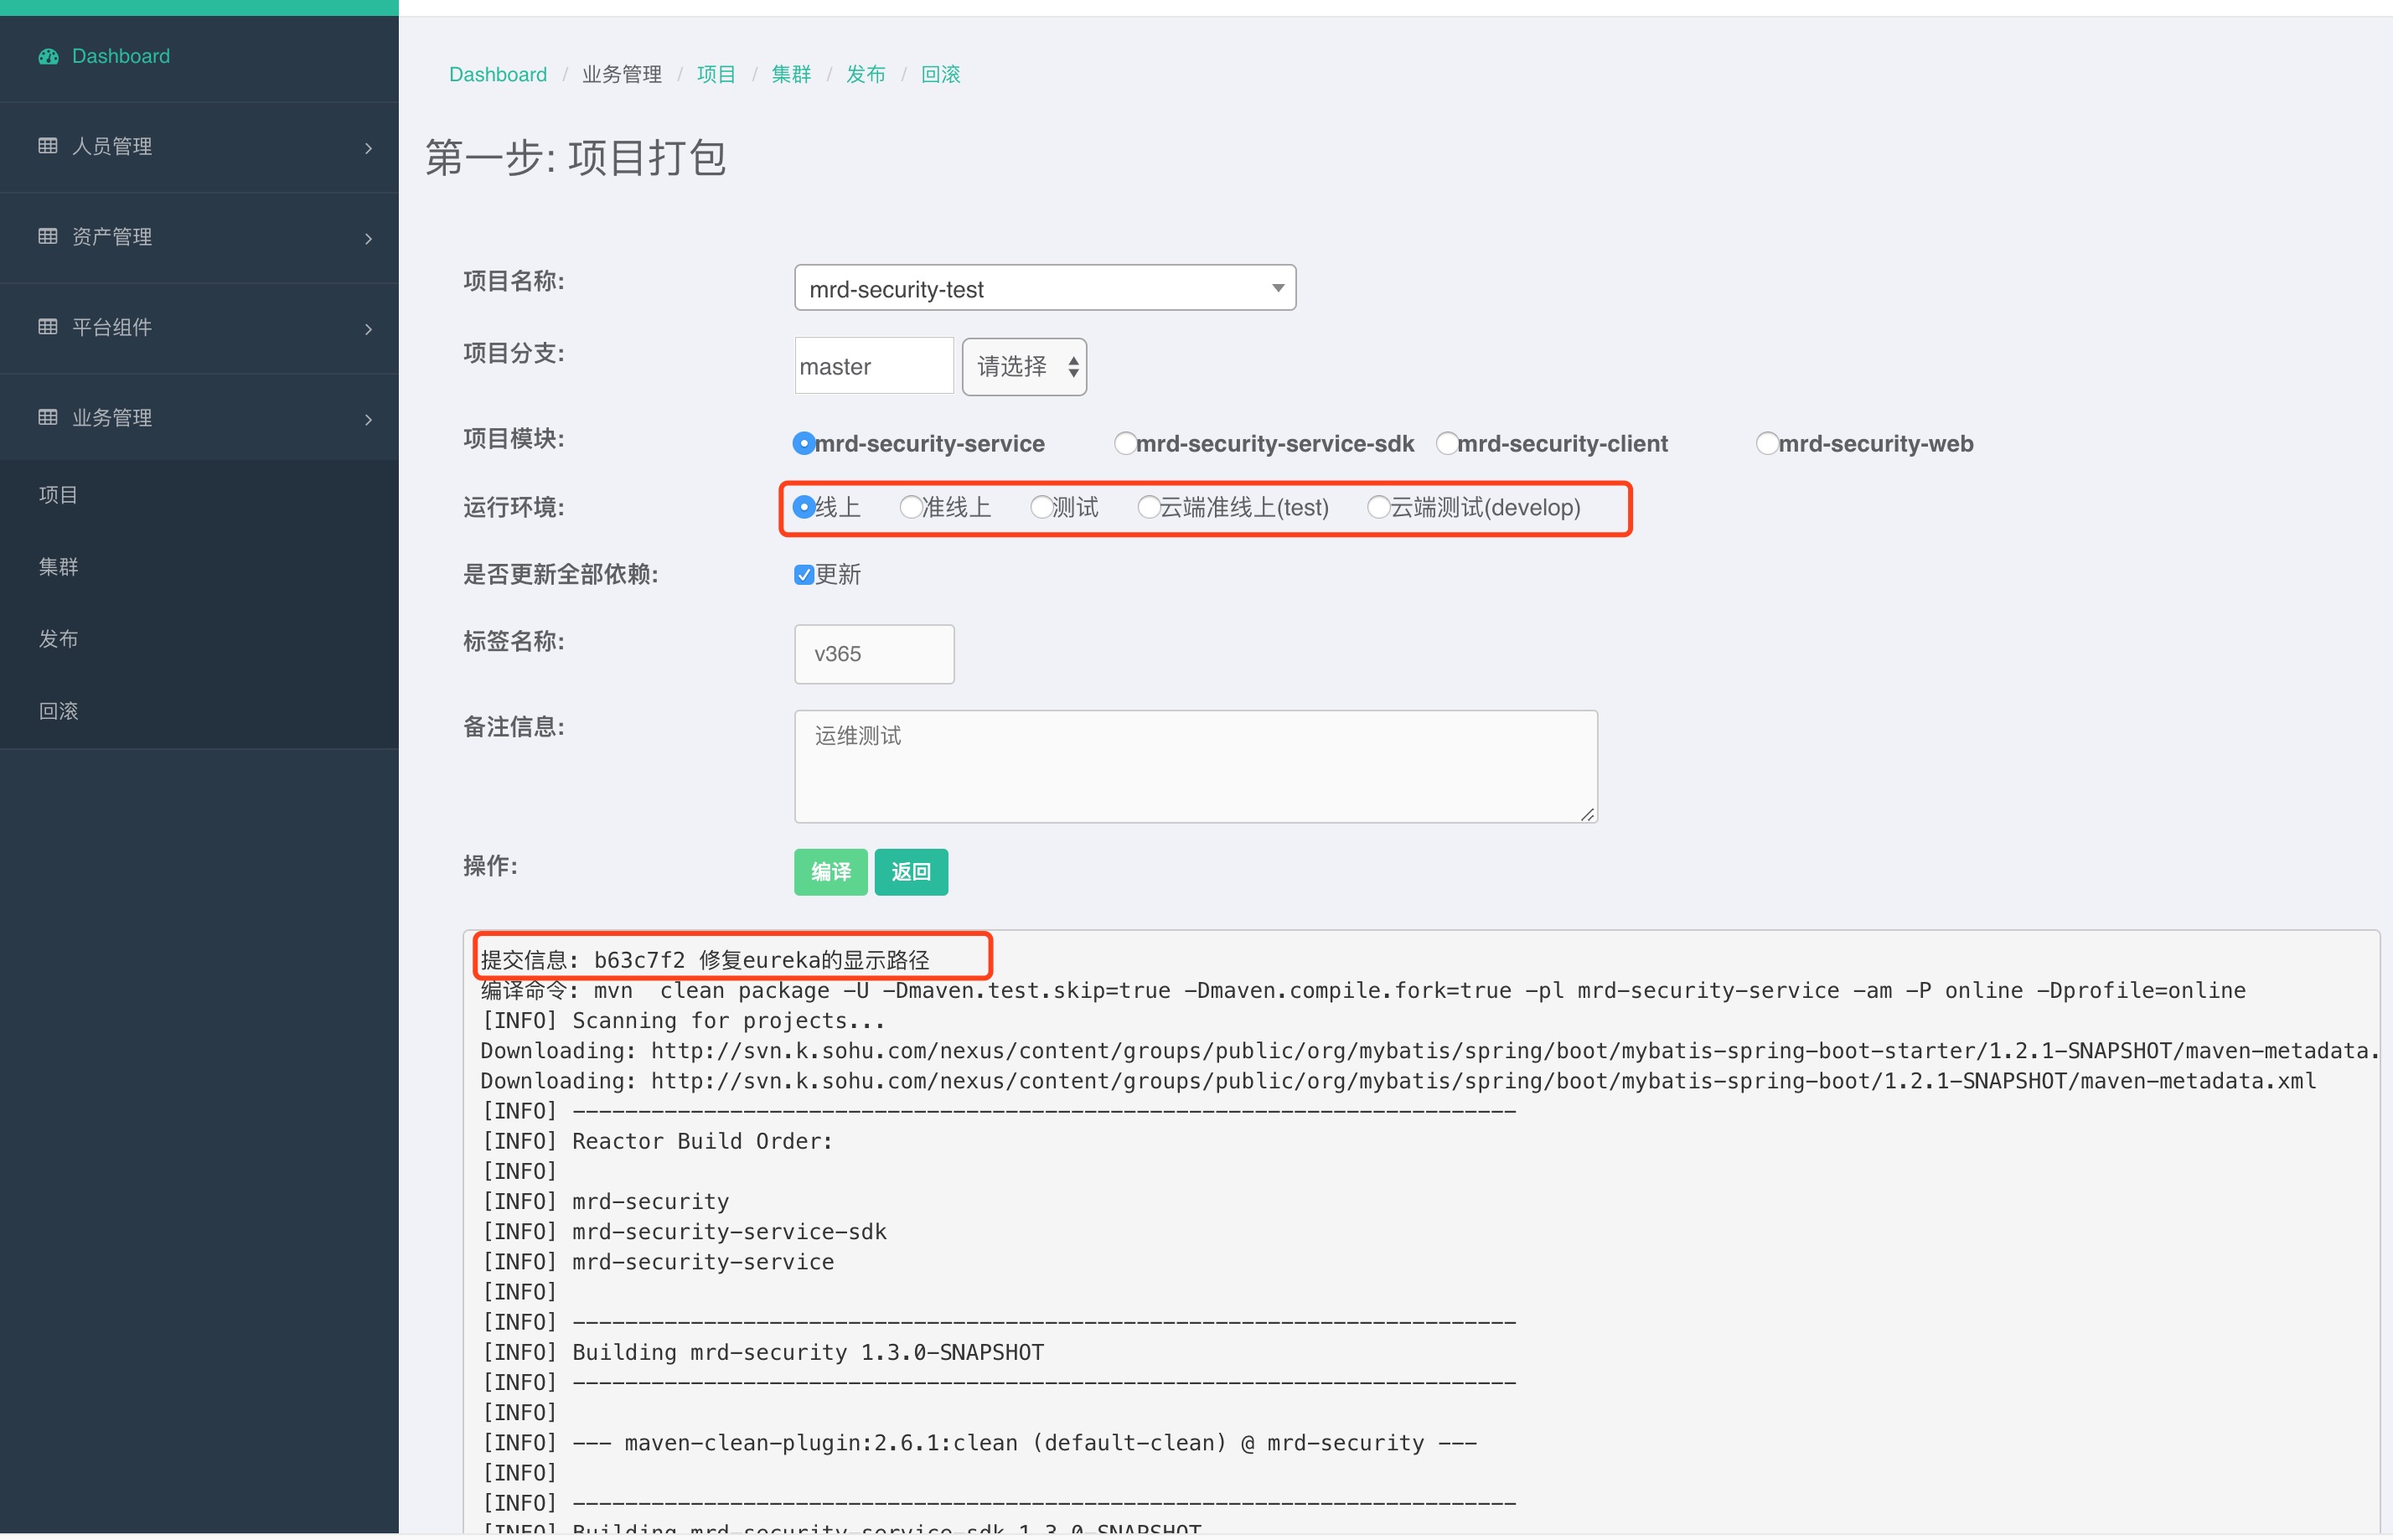 Dashboard
人员管理
资产管理
平台组件
业务管理
项目
集群
发布
回滚
Dashboard / 业务管理 / 项目 / 集群 / 发布 / 回滚
第一步: 项目打包
项目名称: mrd-security-test
项目分支: master 请选择
项目模块: mrd-security-service mrd-security-service-sdk mrd-security-client mrd-security-web
运行环境: 线上 准线上 测试 云端准线上(test) 云端测试(develop)
是否更新全部依赖: 更新
标签名称: v365
备注信息: 运维测试
操作: 编译 返回
提交信息: b63c7f2 修复eureka的显示路径
编译命令: mvn  clean package -U -Dmaven.test.skip=true -Dmaven.compile.fork=true -pl mrd-security-service -am -P online -Dprofile=online
[INFO] Scanning for projects...
Downloading: http://svn.k.sohu.com/nexus/content/groups/public/org/mybatis/spring/boot/mybatis-spring-boot-starter/1.2.1-SNAPSHOT/maven-metadata.
Downloading: http://svn.k.sohu.com/nexus/content/groups/public/org/mybatis/spring/boot/mybatis-spring-boot/1.2.1-SNAPSHOT/maven-metadata.xml
[INFO] ------------------------------------------------------------------------
[INFO] Reactor Build Order:
[INFO]
[INFO] mrd-security
[INFO] mrd-security-service-sdk
[INFO] mrd-security-service
[INFO]
[INFO] ------------------------------------------------------------------------
[INFO] Building mrd-security 1.3.0-SNAPSHOT
[INFO] ------------------------------------------------------------------------
[INFO]
[INFO] --- maven-clean-plugin:2.6.1:clean (default-clean) @ mrd-security ---
[INFO]
[INFO] ------------------------------------------------------------------------
[INFO] Building mrd-security-service-sdk 1.3.0-SNAPSHOT